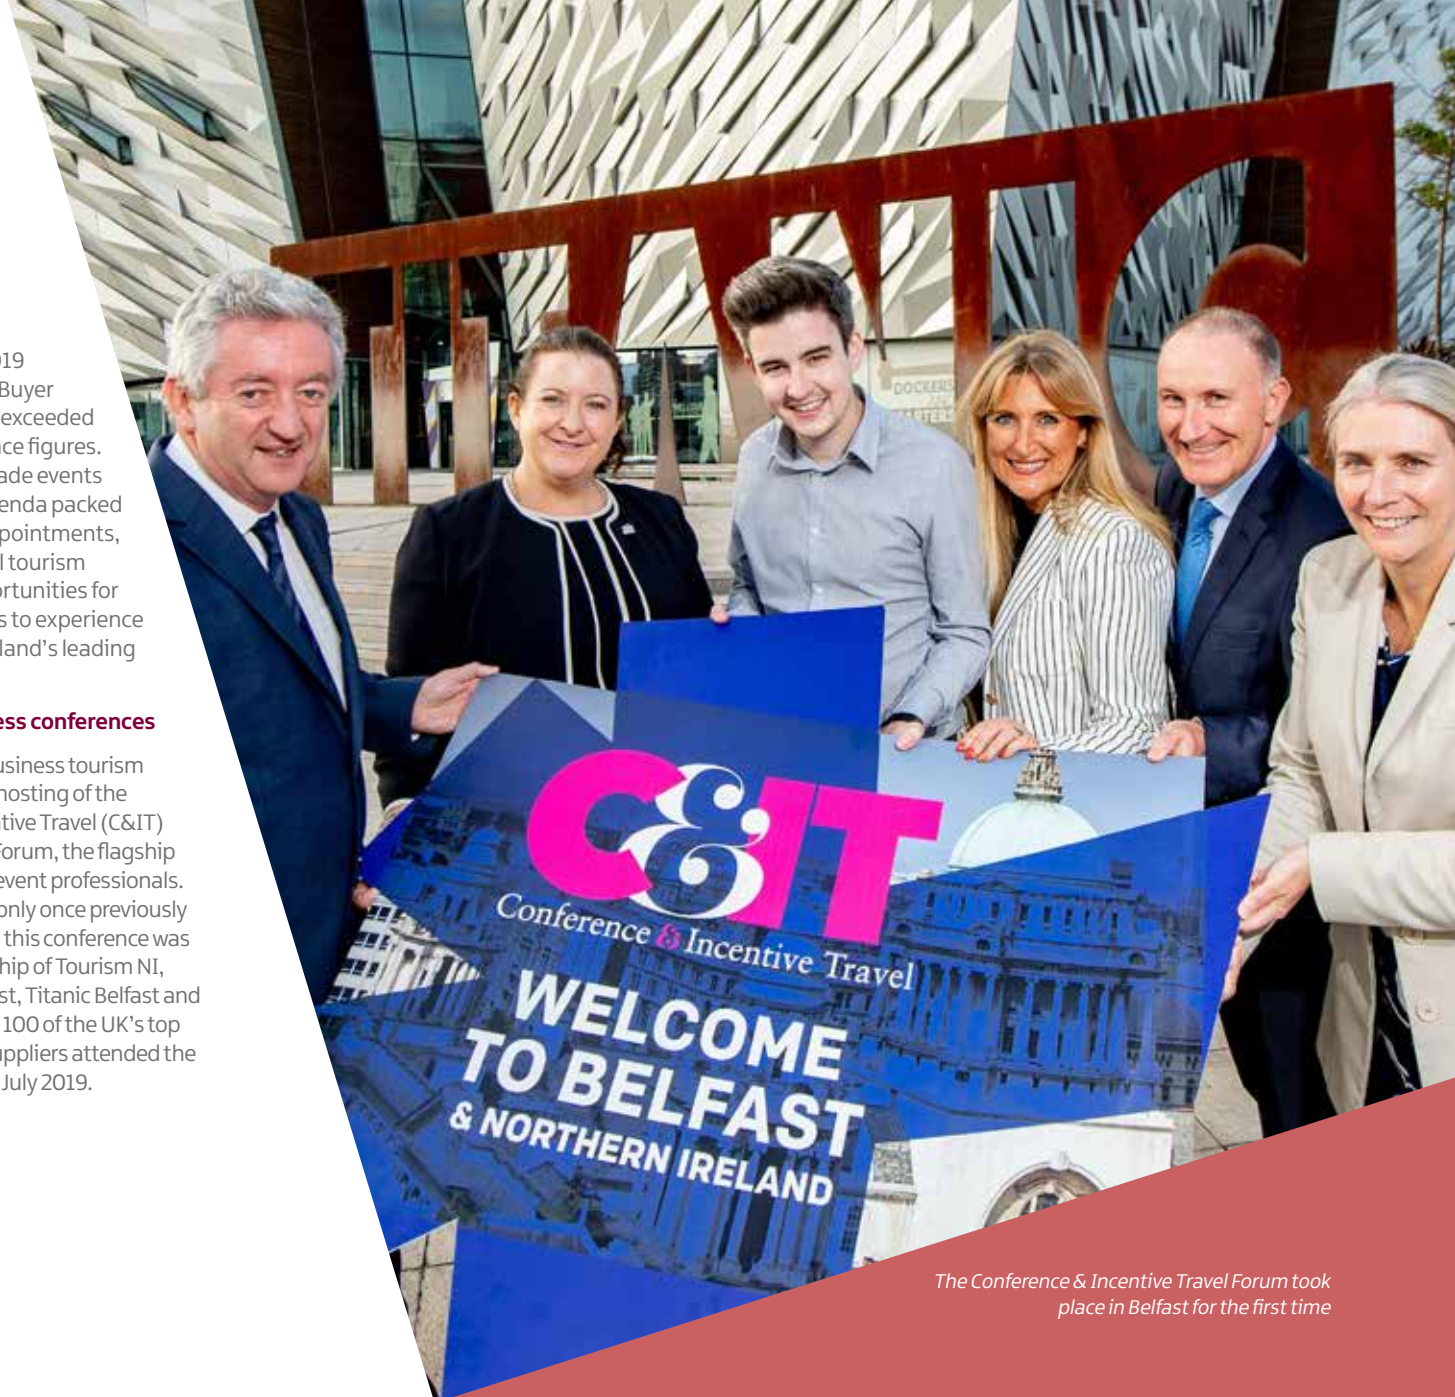 019
Buyer
exceeded
ce figures.
ade events
enda packed
pointments,
l tourism
ortunities for
s to experience
land's leading
ess conferences
usiness tourism
hosting of the
tive Travel (C&IT)
Forum, the flagship
event professionals.
only once previously
this conference was
hip of Tourism NI,
st, Titanic Belfast and
100 of the UK's top
uppliers attended the
July 2019.
TITANIC
DOCKERS
C&IT
Conference & Incentive Travel
WELCOME
TO BELFAST
& NORTHERN IRELAND
The Conference & Incentive Travel Forum took
place in Belfast for the first time